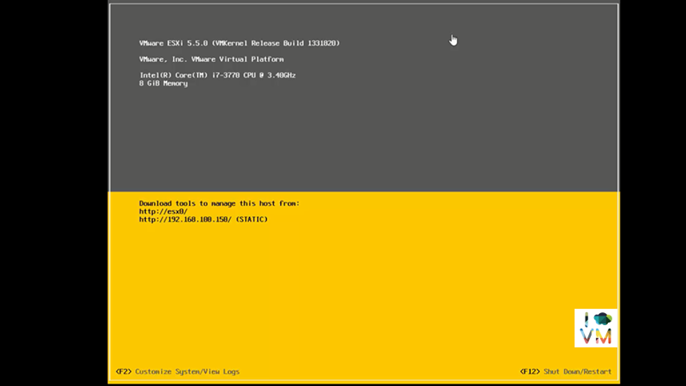 VMware ESXi 5.5.0 (VMKernel Release Build 1331820)
VMware, Inc. VMware Virtual Platform
Intel(R) Core(TM) i7-3770 CPU @ 3.40GHz
8 GiB Memory
Download tools to manage this host from:
http://esx0/
http://192.168.100.150/ (STATIC)
I
VM
<F2> Customize System/View Logs
<F12> Shut Down/Restart